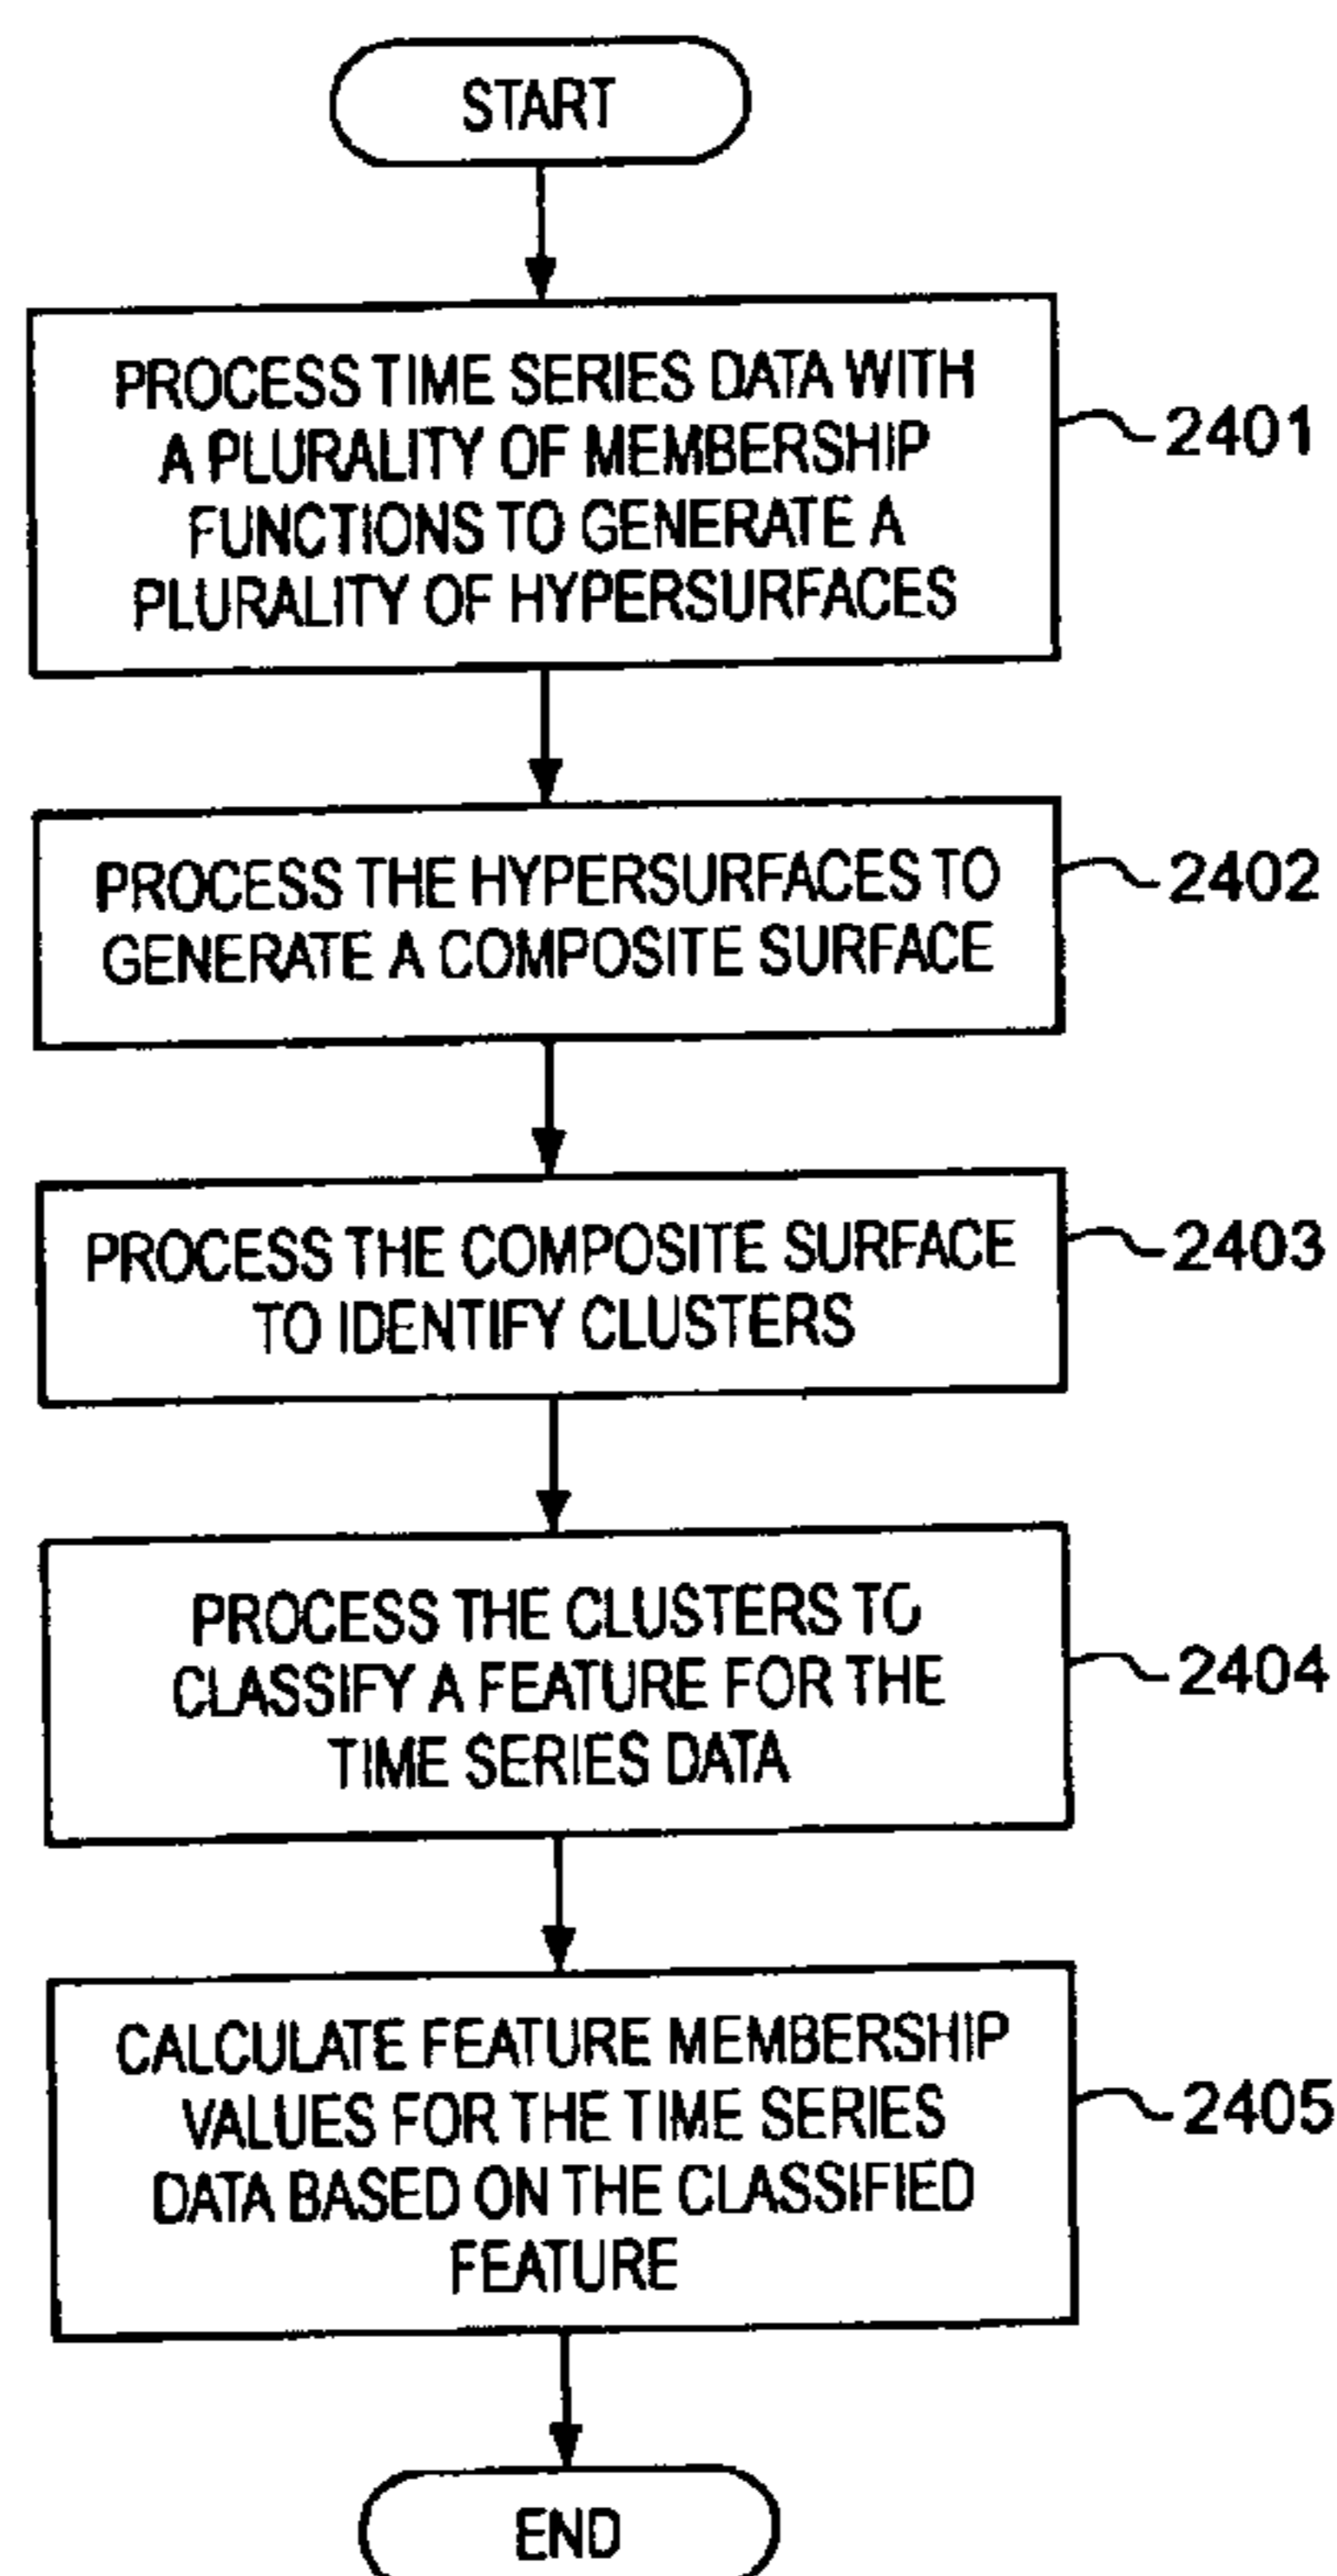 START
PROCESS TIME SERIES DATA WITH
A PLURALITY OF MEMBERSHIP
FUNCTIONS TO GENERATE A
PLURALITY OF HYPERSURFACES
2401
PROCESS THE HYPERSURFACES TO
GENERATE A COMPOSITE SURFACE
2402
PROCESS THE COMPOSITE SURFACE
TO IDENTIFY CLUSTERS
2403
PROCESS THE CLUSTERS TO
CLASSIFY A FEATURE FOR THE
TIME SERIES DATA
2404
CALCULATE FEATURE MEMBERSHIP
VALUES FOR THE TIME SERIES
DATA BASED ON THE CLASSIFIED
FEATURE
2405
END